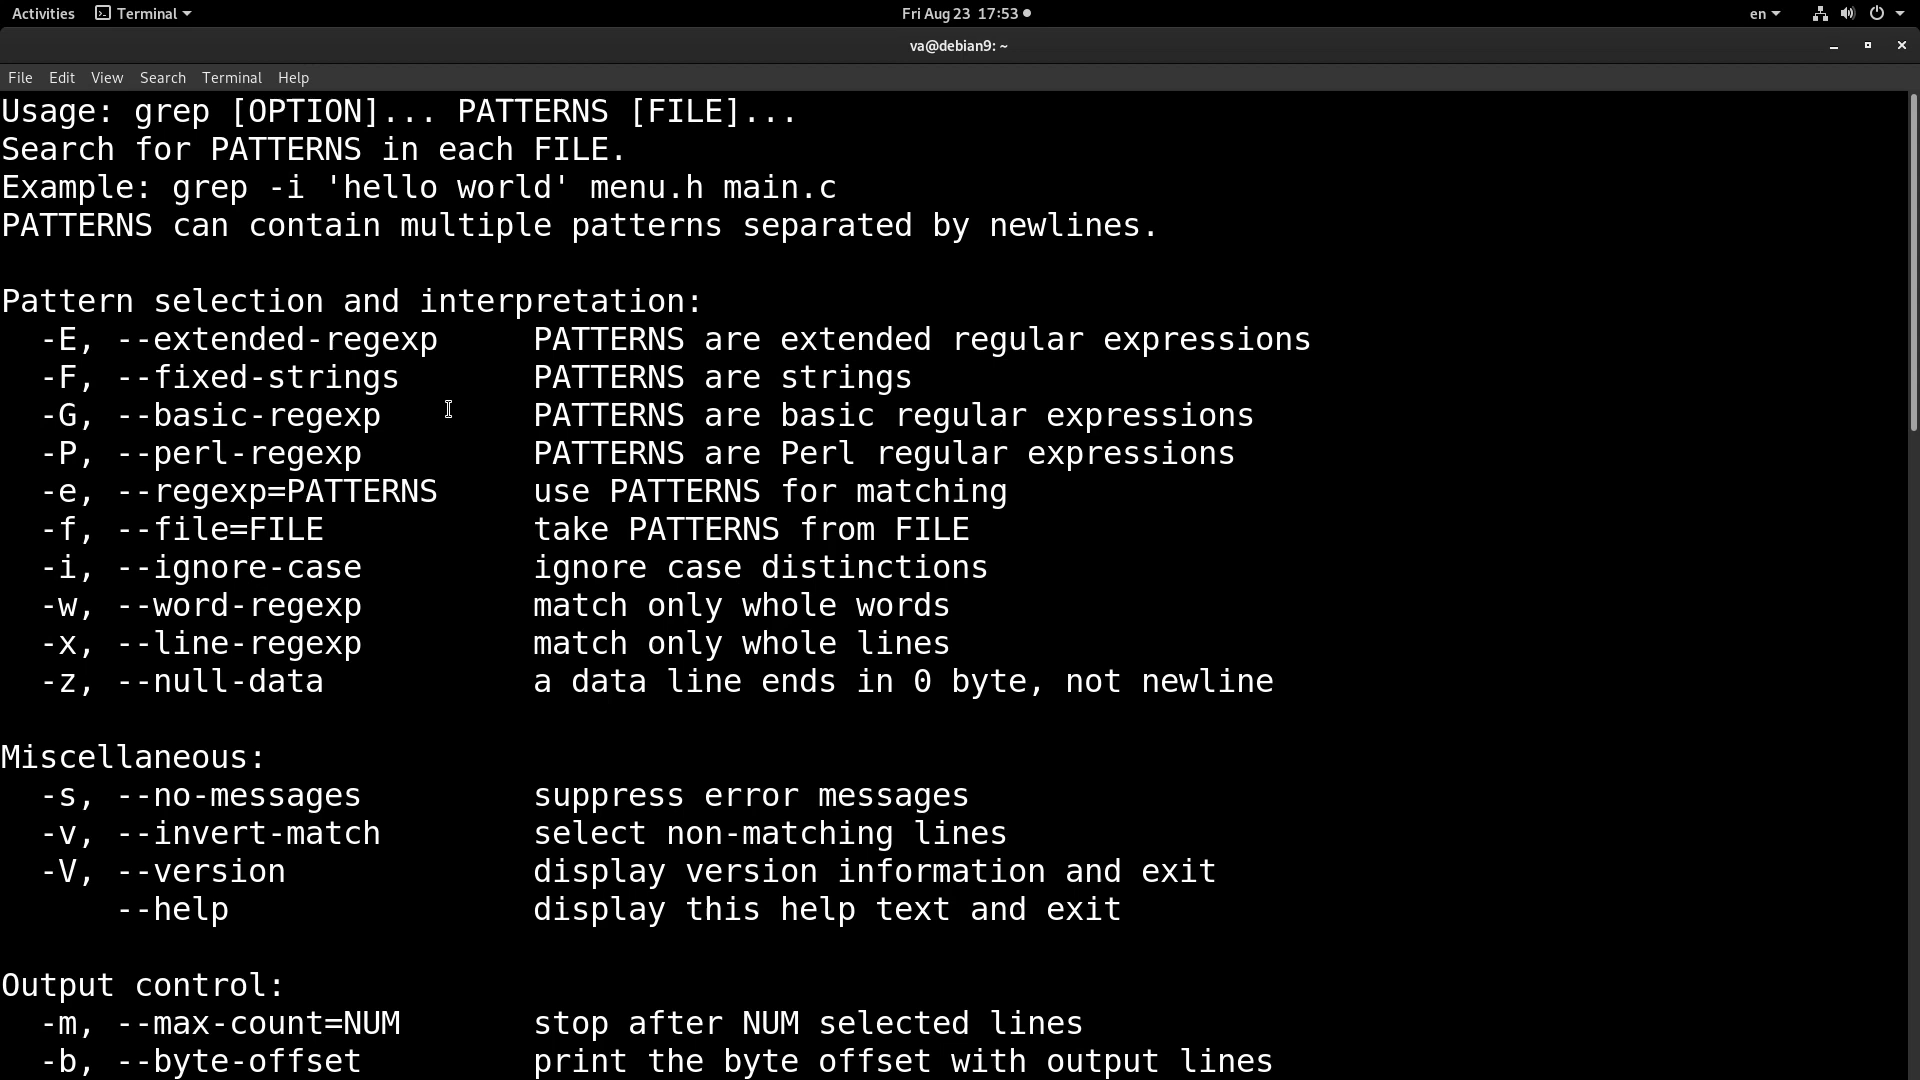 Activities Terminal Fri Aug 23 17:53 en
va@debian9: ~
File Edit View Search Terminal Help
Usage: grep [OPTION]... PATTERNS [FILE]...
Search for PATTERNS in each FILE.
Example: grep -i 'hello world' menu.h main.c
PATTERNS can contain multiple patterns separated by newlines.

Pattern selection and interpretation:
  -E, --extended-regexp     PATTERNS are extended regular expressions
  -F, --fixed-strings       PATTERNS are strings
  -G, --basic-regexp        PATTERNS are basic regular expressions
  -P, --perl-regexp         PATTERNS are Perl regular expressions
  -e, --regexp=PATTERNS     use PATTERNS for matching
  -f, --file=FILE           take PATTERNS from FILE
  -i, --ignore-case         ignore case distinctions
  -w, --word-regexp         match only whole words
  -x, --line-regexp         match only whole lines
  -z, --null-data           a data line ends in 0 byte, not newline

Miscellaneous:
  -s, --no-messages         suppress error messages
  -v, --invert-match        select non-matching lines
  -V, --version             display version information and exit
      --help                display this help text and exit

Output control:
  -m, --max-count=NUM       stop after NUM selected lines
  -b, --byte-offset         print the byte offset with output lines